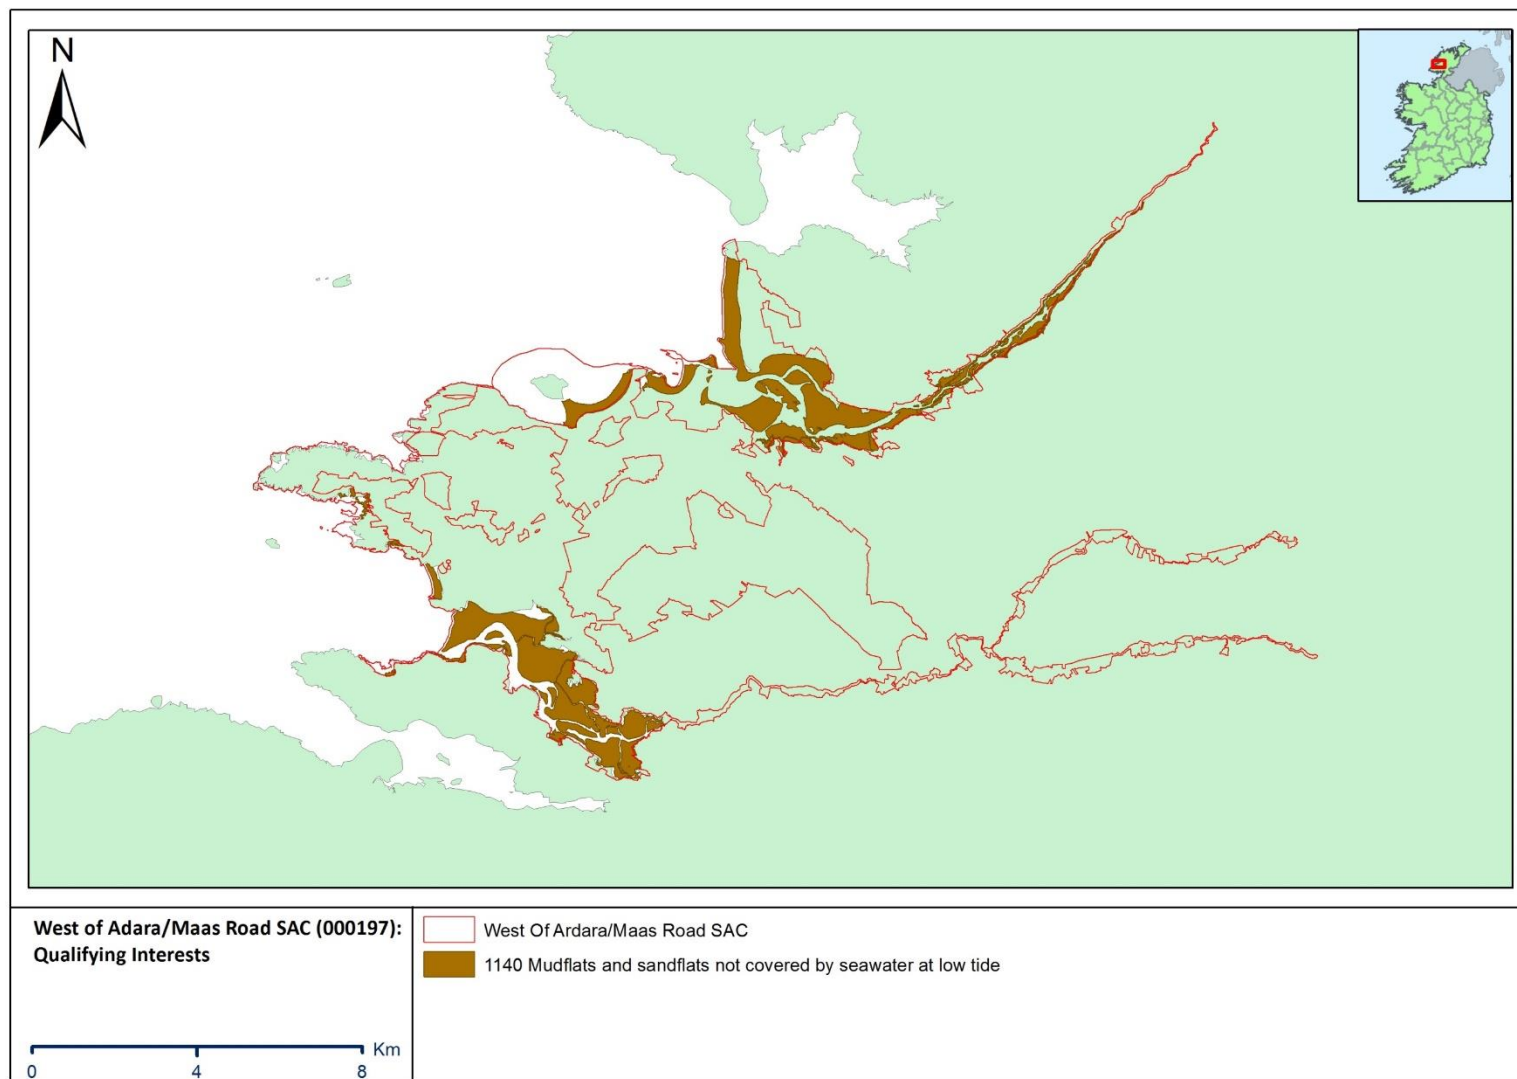 N
West of Adara/Maas Road SAC (000197):
Qualifying Interests
West Of Ardara/Maas Road SAC
1140 Mudflats and sandflats not covered by seawater at low tide
Km
0 4 8